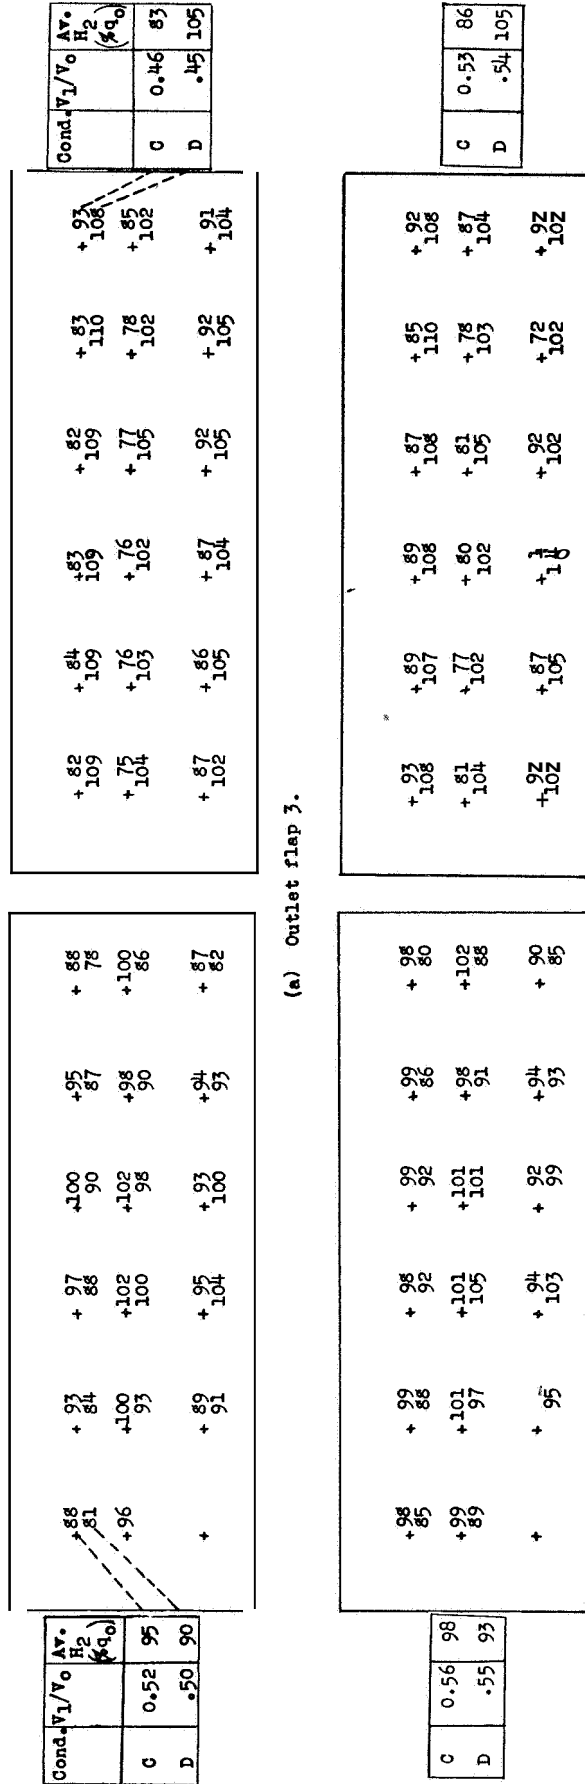 Cond. V1/V0 Av. H2 (%q0)
C 0.52 95
D .50 90
+88 +93 +97 +100 +95 +88
81 84 88 90 87 78
+96 +100 +102 +102 +98 +100
93 100 98 90 86
+ +89 +95 +93 +94 +87
91 104 100 93 82
+82 +84 +83 +82 +83 +93
109 109 109 109 110 108
+75 +76 +76 +77 +78 +85
104 103 102 105 102 102
+87 +86 +87 +92 +92 +91
102 105 104 105 105 104
Cond. V1/V0 Av. H2 (%q0)
C 0.46 83
D .45 105
(a) Outlet flap 3.
C 0.56 98
D .55 93
+98 +99 +98 +99 +99 +98
85 88 92 92 86 80
+99 +101 +101 +101 +98 +102
89 97 105 101 91 88
+ + +94 +92 +94 +90
95 103 99 93 85
+93 +89 +89 +87 +85 +92
108 107 108 108 110 108
+81 +77 +80 +81 +78 +87
104 102 102 105 103 104
+9Z +87 + +92 +72 +9Z
10Z 105 102 102 10Z
C 0.53 86
D .54 105